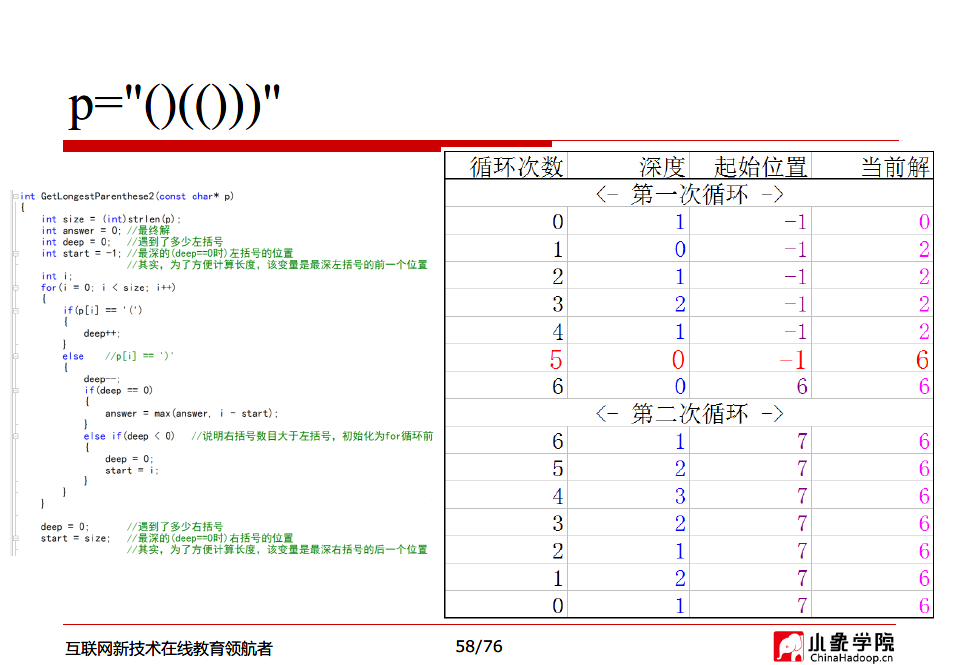 p="()(()))"
int GetLongestParenthese2(const char* p)
{
int size = (int)strlen(p);
int answer = 0; //最终解
int deep = 0; //遇到了多少左括号
int start = -1; //最深的(deep==0时)左括号的位置
//其实，为了方便计算长度，该变量是最深左括号的前一个位置
int i;
for(i = 0; i < size; i++)
{
if(p[i] == '(')
{
deep++;
}
else //p[i] == ')'
{
deep--;
if(deep == 0)
{
answer = max(answer, i - start);
}
else if(deep < 0) //说明右括号数目大于左括号，初始化为for循环前
{
deep = 0;
start = i;
}
}
}
deep = 0; //遇到了多少右括号
start = size; //最深的(deep==0时)右括号的位置
//其实，为了方便计算长度，该变量是最深右括号的后一个位置
循环次数 深度 起始位置 当前解
<- 第一次循环 ->
0 1 -1 0
1 0 -1 2
2 1 -1 2
3 2 -1 2
4 1 -1 2
5 0 -1 6
6 0 6 6
<- 第二次循环 ->
6 1 7 6
5 2 7 6
4 3 7 6
3 2 7 6
2 1 7 6
1 2 7 6
0 1 7 6
互联网新技术在线教育领航者
58/76
小象学院
ChinaHadoop.cn